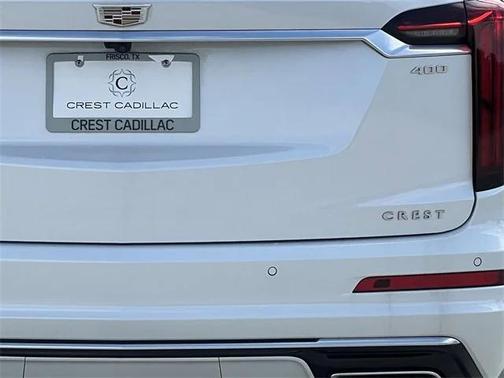 FRISCO, TX
C
CREST CADILLAC
CREST CADILLAC
400
CREST